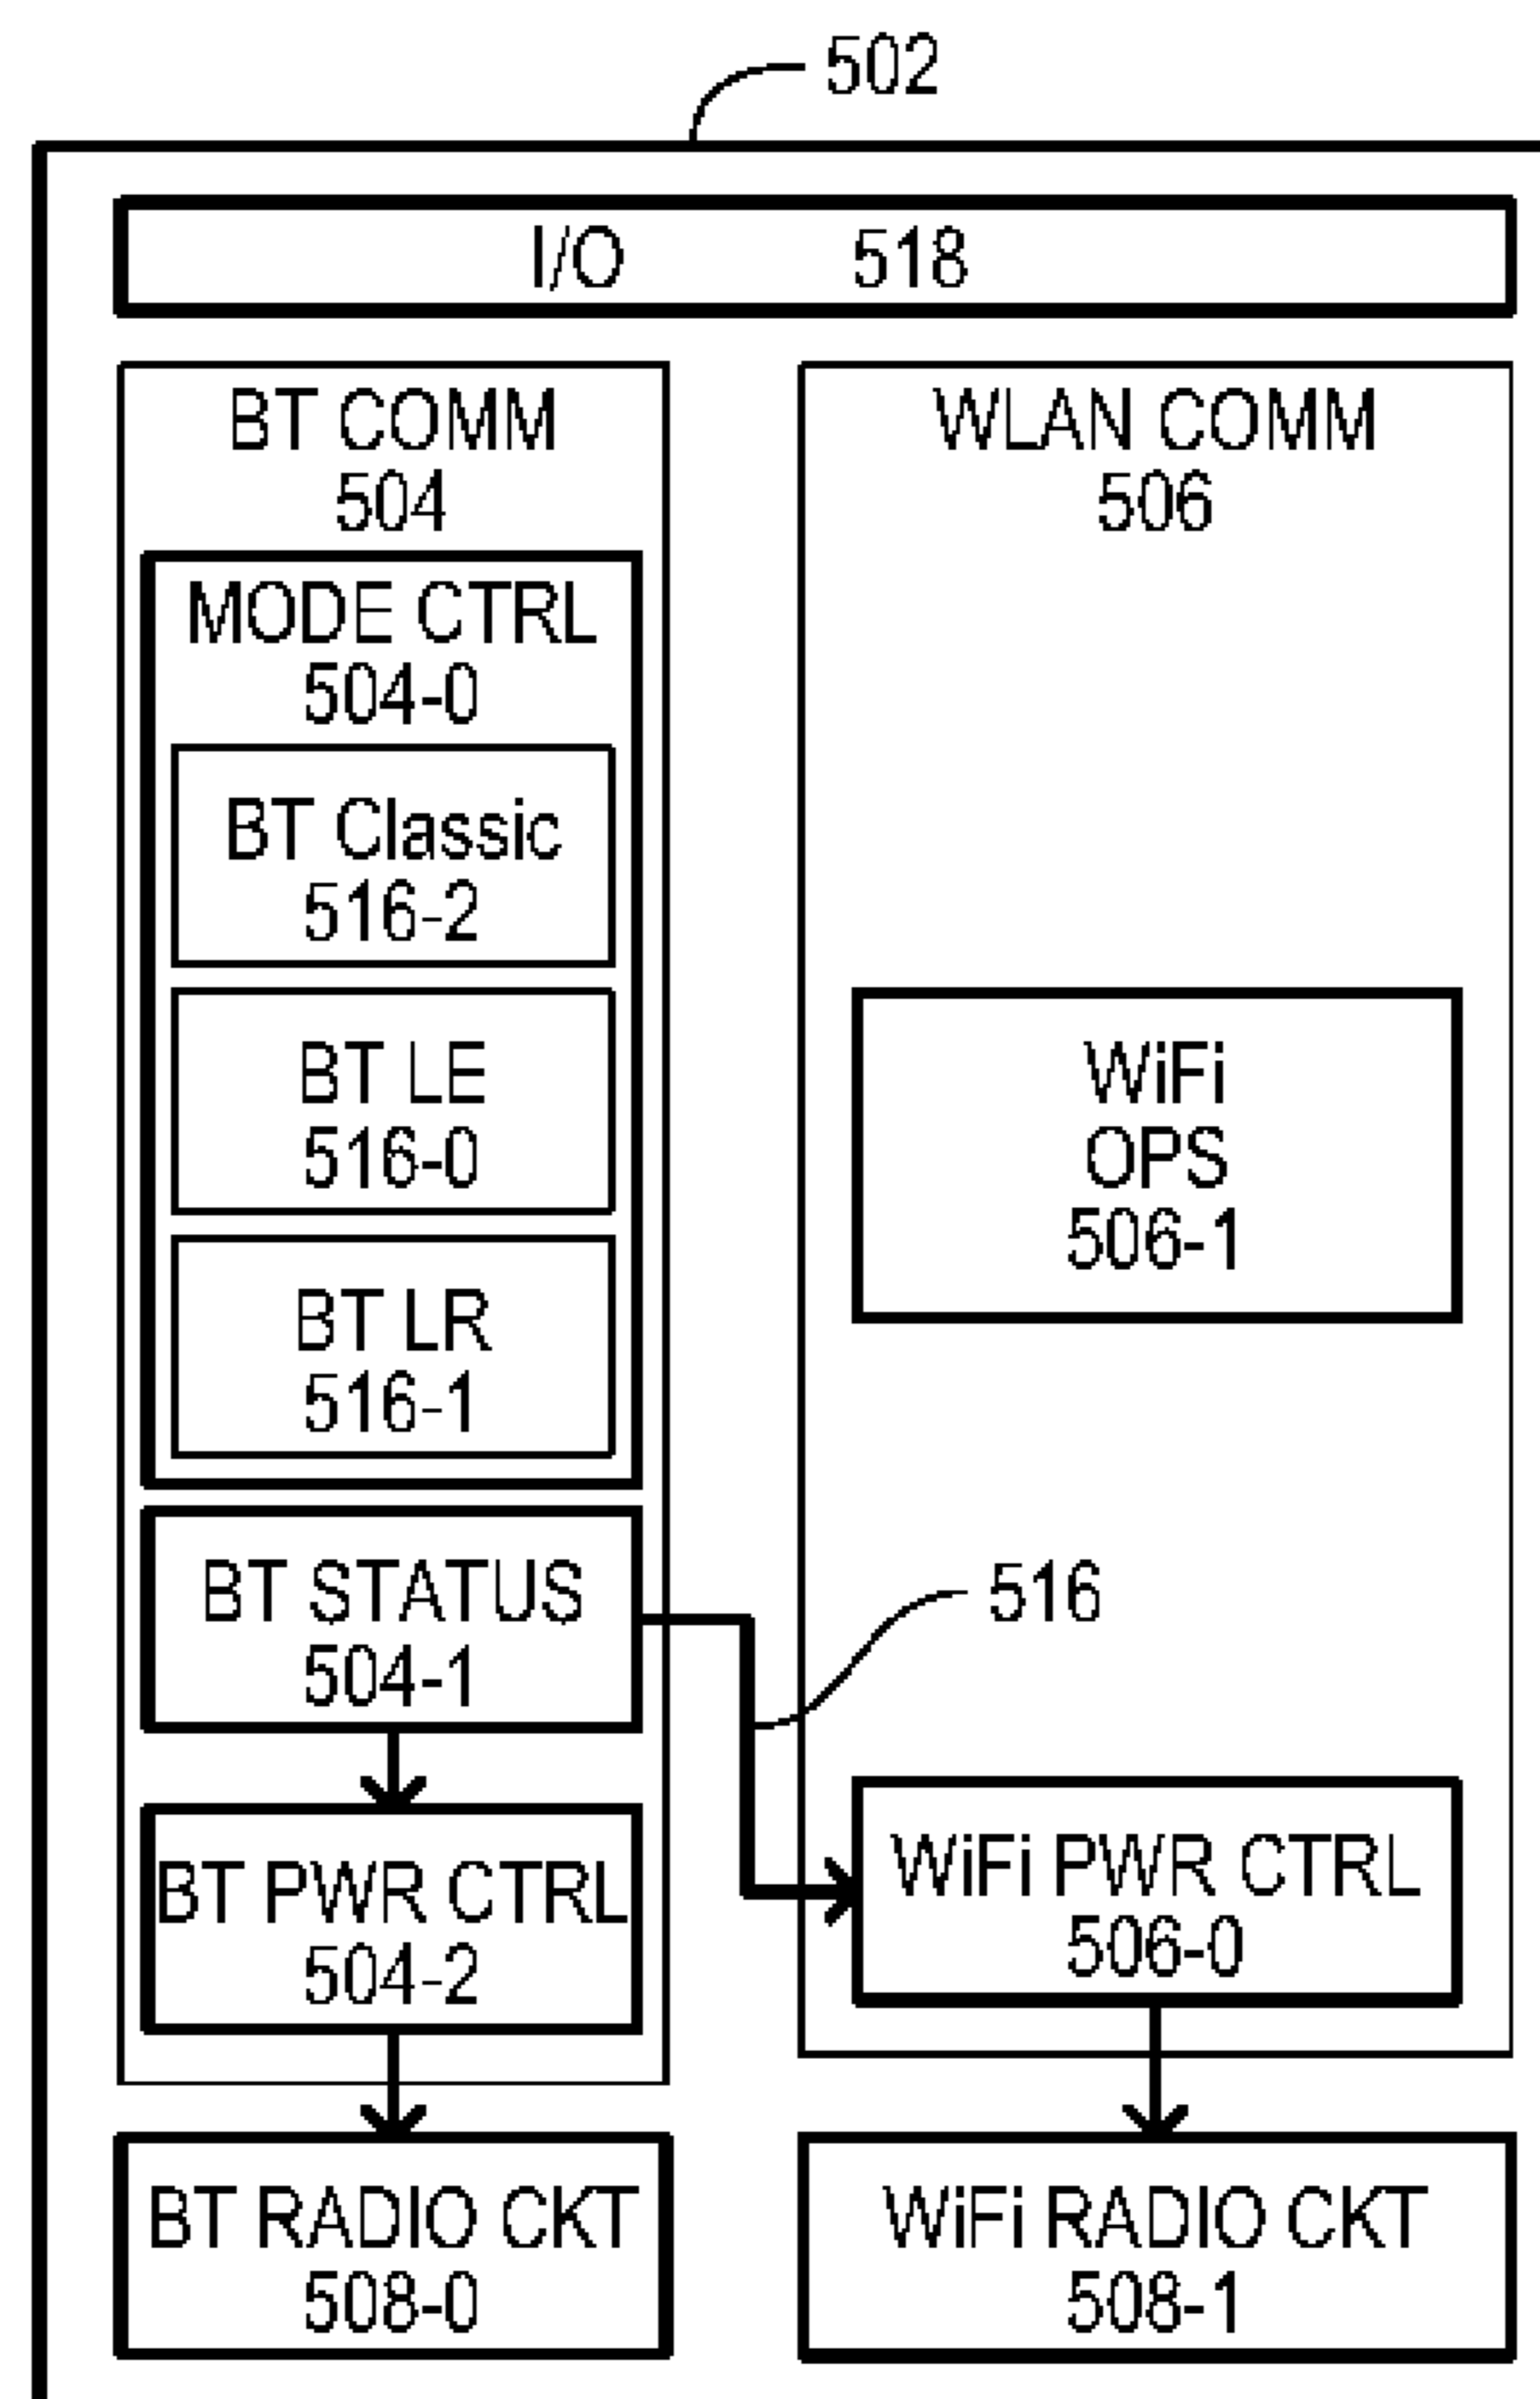 502
I/O 518
BT COMM
504
MODE CTRL
504-0
BT Classic
516-2
BT LE
516-0
BT LR
516-1
BT STATUS
504-1
BT PWR CTRL
504-2
BT RADIO CKT
508-0
WLAN COMM
506
WiFi
OPS
506-1
516
WiFi PWR CTRL
506-0
WiFi RADIO CKT
508-1